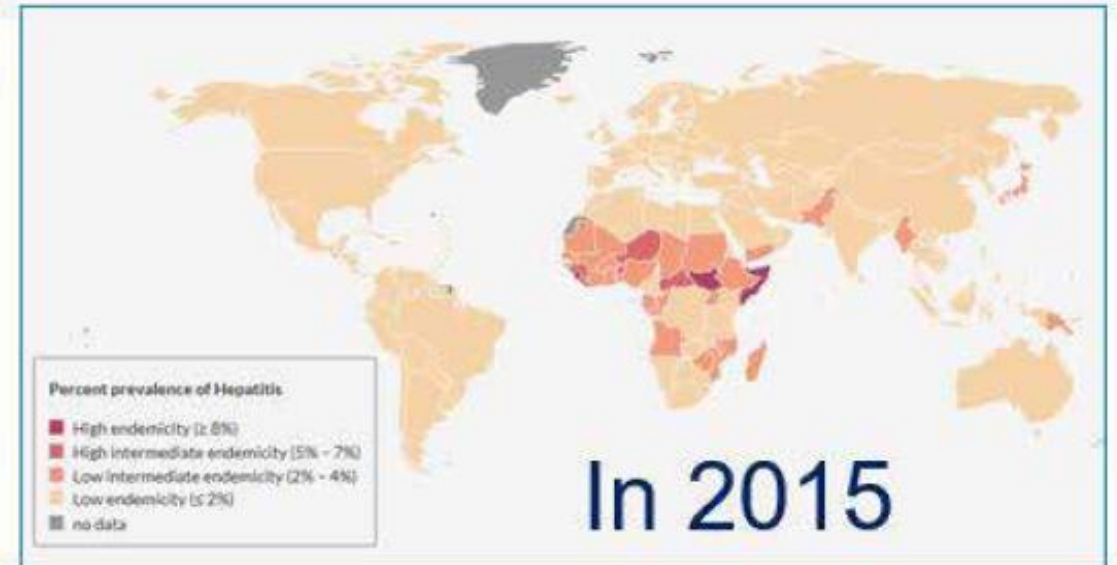 Percent prevalence of Hepatitis
High endemicity (≥ 8%)
High intermediate endemicity (5% - 7%)
Low intermediate endemicity (2% - 4%)
Low endemicity (≤ 2%)
no data
In 2015